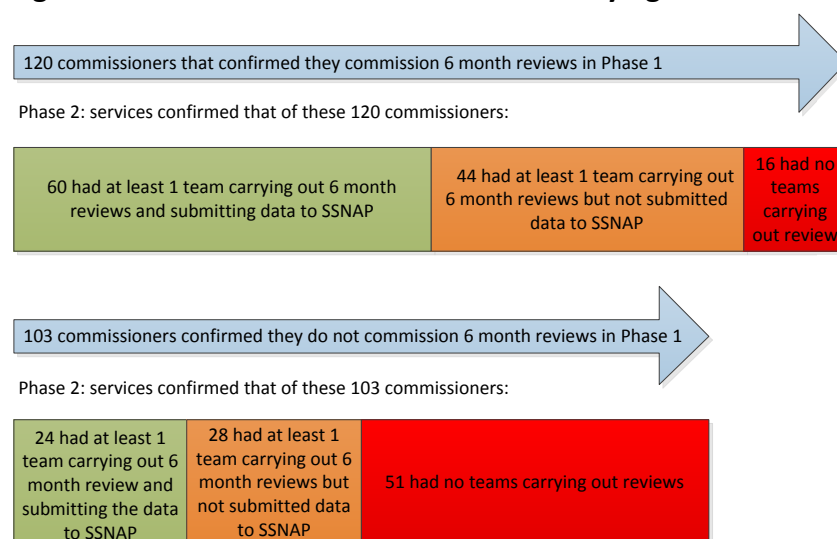 120 commissioners that confirmed they commission 6 month reviews in Phase 1
Phase 2: services confirmed that of these 120 commissioners:
60 had at least 1 team carrying out 6 month
reviews and submitting data to SSNAP
44 had at least 1 team carrying out
6 month reviews but not submitted
data to SSNAP
16 had no
teams
carrying
out review
103 commissioners confirmed they do not commission 6 month reviews in Phase 1
Phase 2: services confirmed that of these 103 commissioners:
24 had at least 1
team carrying out 6
month review and
submitting the data
to SSNAP
28 had at least 1
team carrying out 6
month reviews but
not submitted data
to SSNAP
51 had no teams carrying out reviews